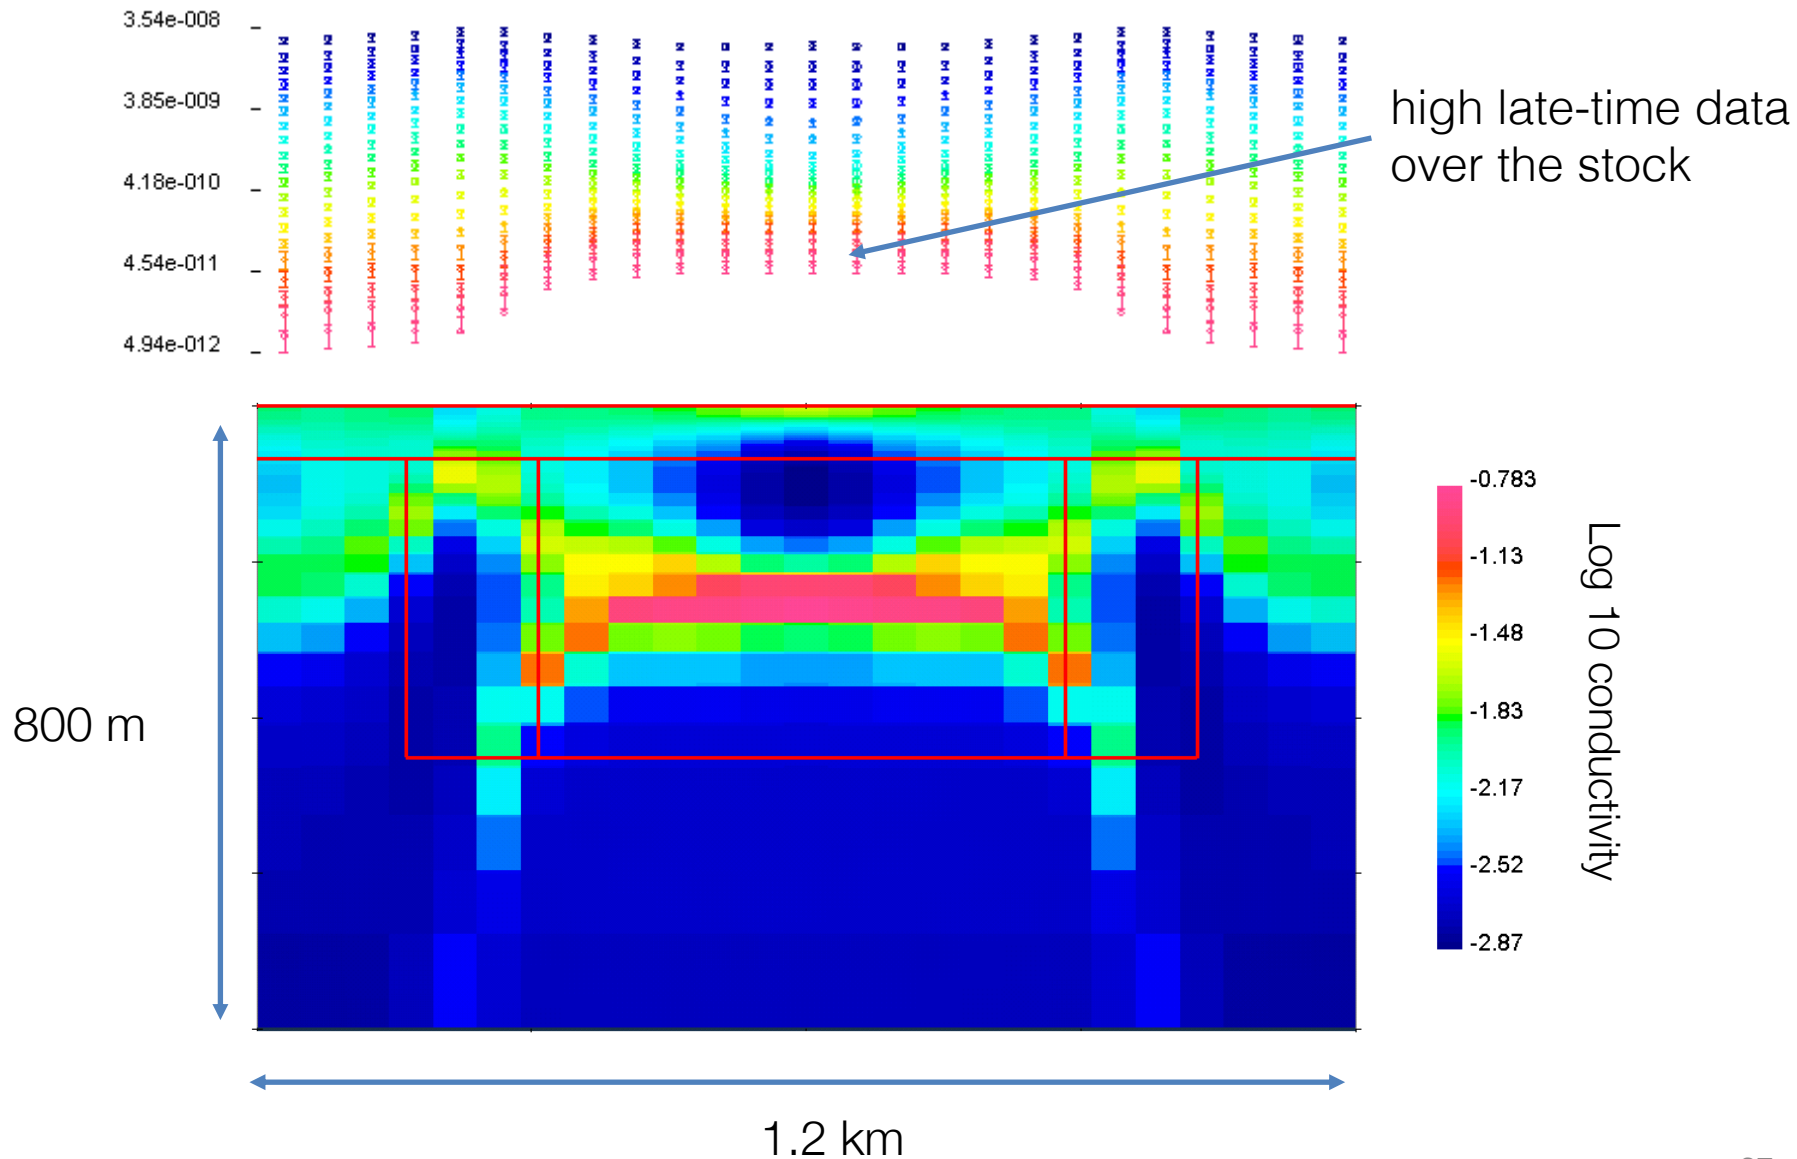 3.54e-008
3.85e-009
4.18e-010
4.54e-011
4.94e-012
high late-time data
over the stock
800 m
1.2 km
-0.783
-1.13
-1.48
-1.83
-2.17
-2.52
-2.87
Log 10 conductivity